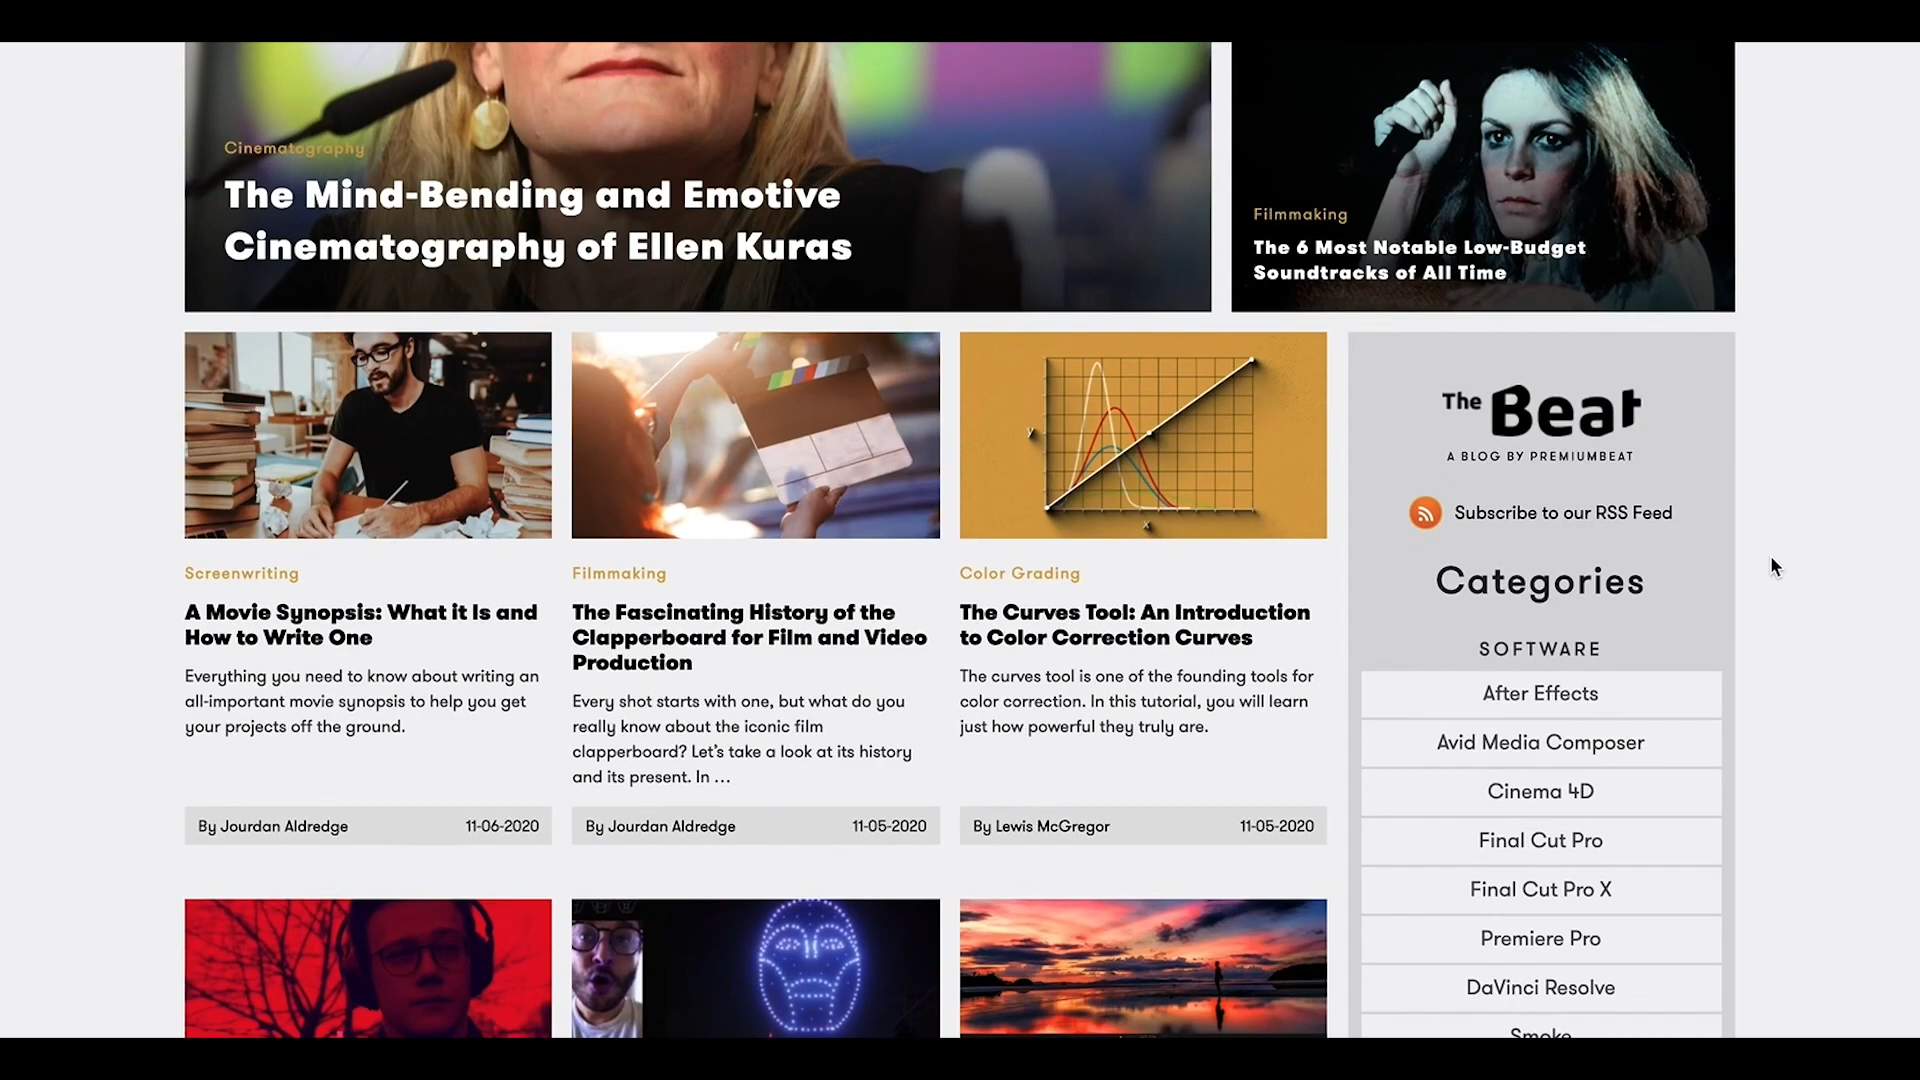 Cinematography
The Mind-Bending and Emotive
Cinematography of Ellen Kuras
Filmmaking
The 6 Most Notable Low-Budget
Soundtracks of All Time
Screenwriting
A Movie Synopsis: What it Is and
How to Write One
Everything you need to know about writing an
all-important movie synopsis to help you get
your projects off the ground.
By Jourdan Aldredge 11-06-2020
Filmmaking
The Fascinating History of the
Clapperboard for Film and Video
Production
Every shot starts with one, but what do you
really know about the iconic film
clapperboard? Let's take a look at its history
and its present. In …
By Jourdan Aldredge 11-05-2020
y
x
Color Grading
The Curves Tool: An Introduction
to Color Correction Curves
The curves tool is one of the founding tools for
color correction. In this tutorial, you will learn
just how powerful they truly are.
By Lewis McGregor 11-05-2020
The Beat
A BLOG BY PREMIUMBEAT
Subscribe to our RSS Feed
Categories
SOFTWARE
After Effects
Avid Media Composer
Cinema 4D
Final Cut Pro
Final Cut Pro X
Premiere Pro
DaVinci Resolve
Smoke